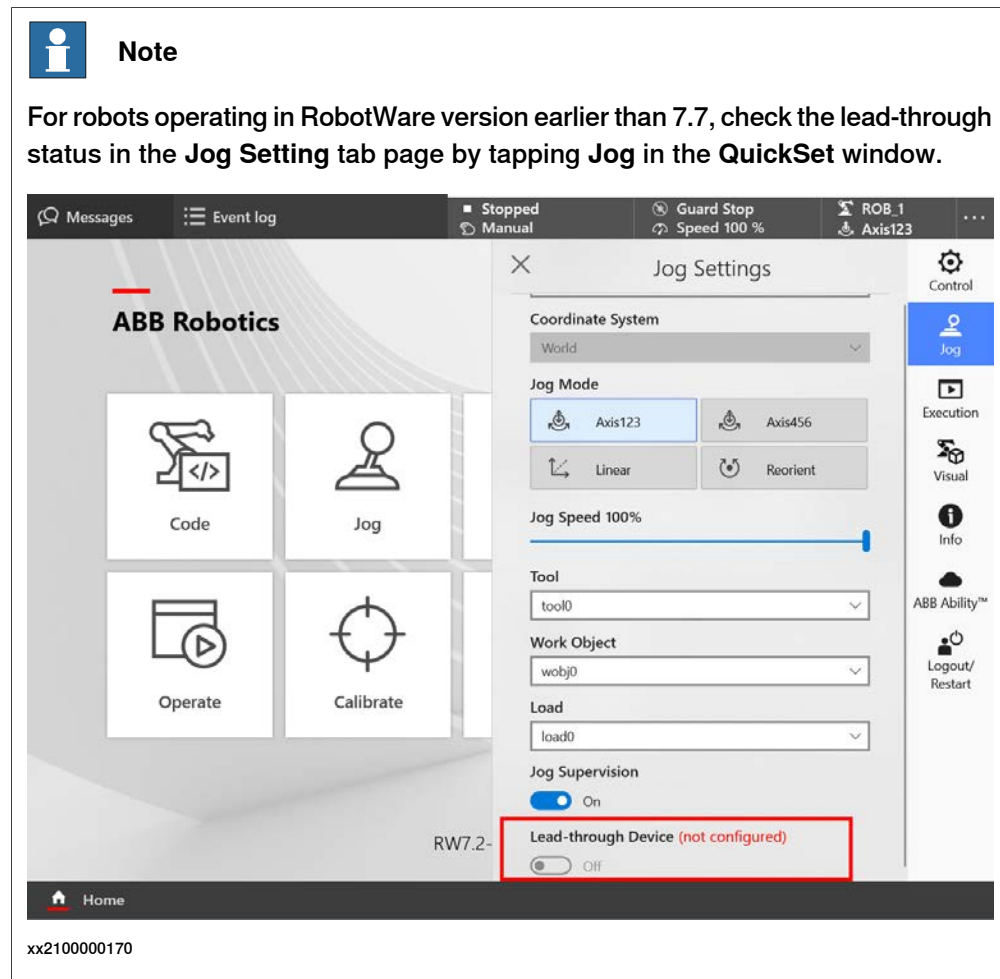 Note
For robots operating in RobotWare version earlier than 7.7, check the lead-through
status in the Jog Setting tab page by tapping Jog in the QuickSet window.
Messages
Event log
Stopped
Manual
Guard Stop
Speed 100 %
ROB_1
Axis123
...
ABB Robotics
Code
Jog
Operate
Calibrate
RW7.2-
Jog Settings
Coordinate System
World
Jog Mode
Axis123
Axis456
Linear
Reorient
Jog Speed 100%
Tool
tool0
Work Object
wobj0
Load
load0
Jog Supervision
On
Lead-through Device (not configured)
Off
Control
Jog
Execution
Visual
Info
ABB Ability™
Logout/
Restart
Home
xx2100000170